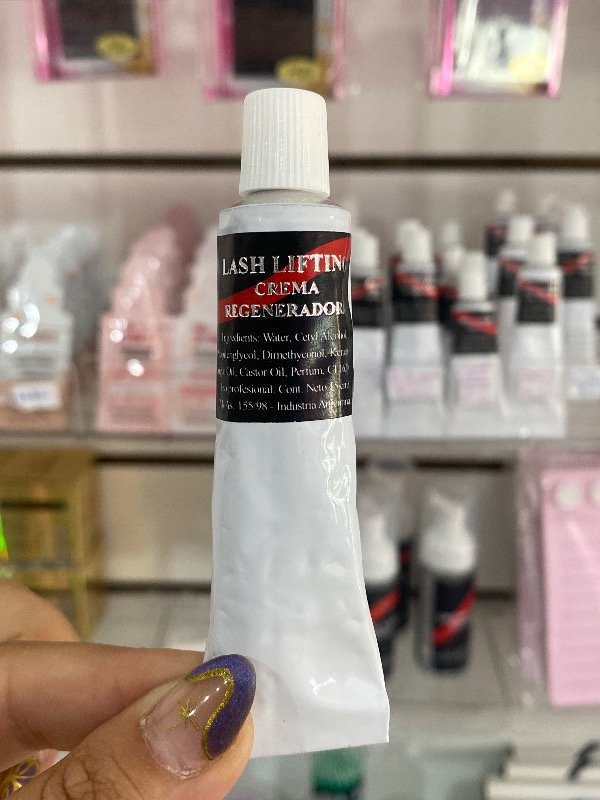 LASH LIFTING
CREMA
REGENERADORA
Ingredients: Water, Cetyl Alcohol,
Dimethyconol,
Oil, Castor Oil, Perfum,
Cont. Neto
155/98 - Industria Argentina